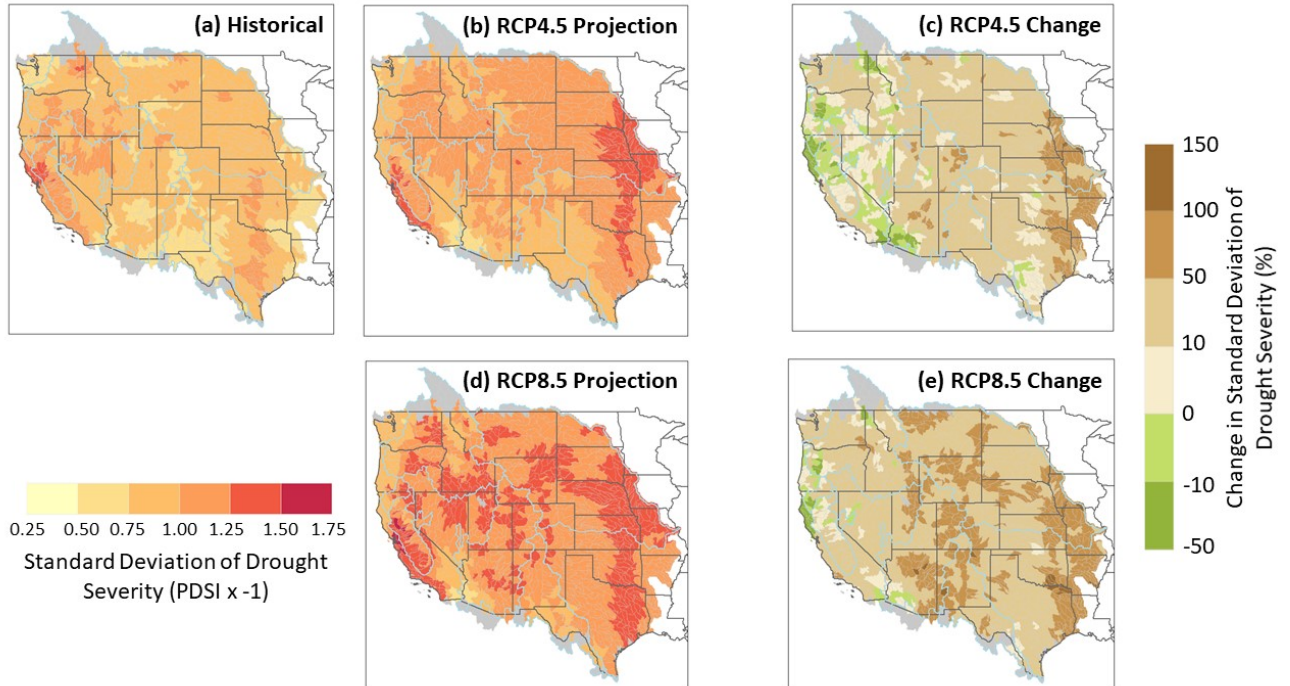 (a) Historical
(b) RCP4.5 Projection
(c) RCP4.5 Change
(d) RCP8.5 Projection
(e) RCP8.5 Change
0.25 0.50 0.75 1.00 1.25 1.50 1.75
Standard Deviation of Drought
Severity (PDSI x -1)
150
100
50
10
0
-10
-50
Change in Standard Deviation of
Drought Severity (%)